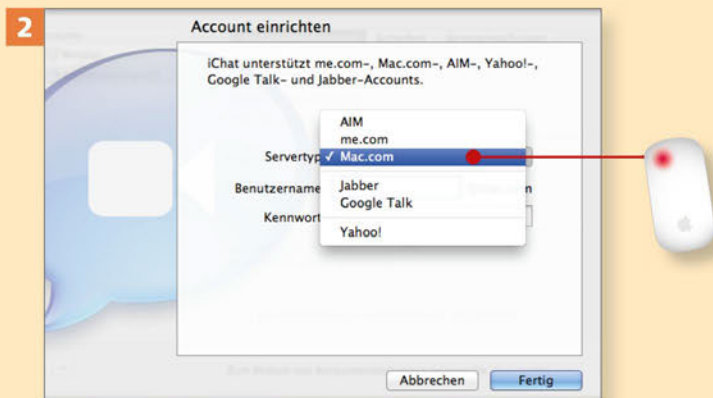 2
Account einrichten
iChat unterstützt me.com-, Mac.com-, AIM-, Yahoo!-,
Google Talk- und Jabber-Accounts.
AIM
me.com
Servertyp ✓ Mac.com
Benutzername Jabber
Google Talk
Kennwort
Yahoo!
Abbrechen Fertig